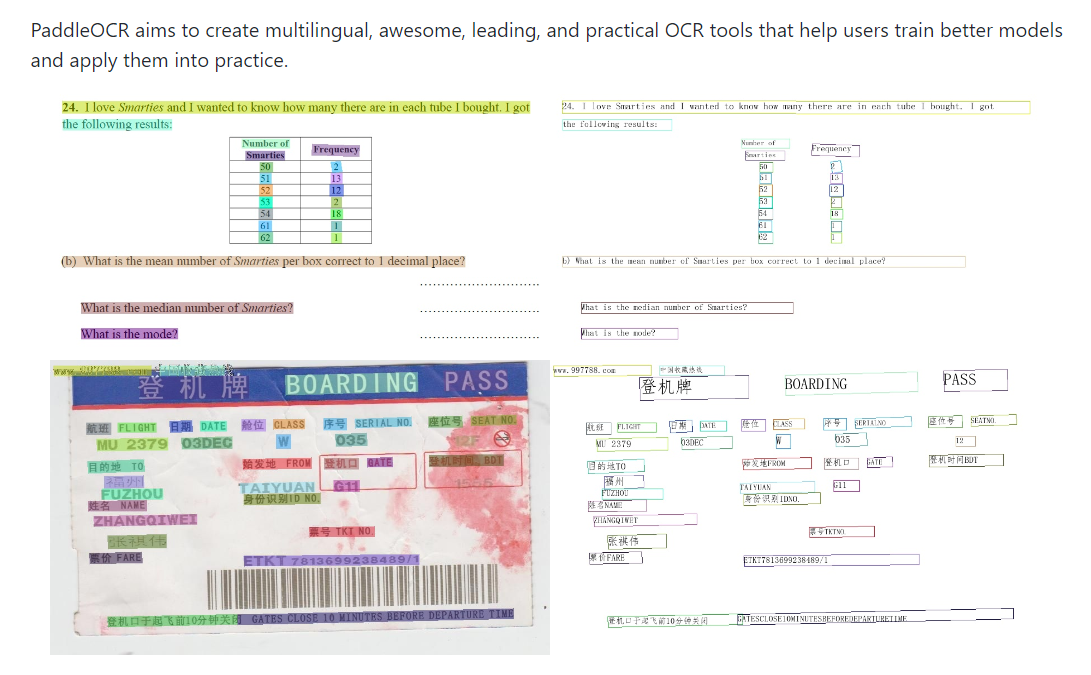 PaddleOCR aims to create multilingual, awesome, leading, and practical OCR tools that help users train better models
and apply them into practice.
24. I love Smarties and I wanted to know how many there are in each tube I bought. I got
the following results:
Number of Smarties Frequency
50 2
51 13
52 12
53 2
54 18
61 1
62 1
(b) What is the mean number of Smarties per box correct to 1 decimal place?
What is the median number of Smarties?
What is the mode?
24. I love Smarties and I wanted to know how many there are in each tube I bought. I got
the following results:
Number of
Smarties
Frequency
50 2
51 13
52 12
53 2
54 18
61 1
62 1
b) What is the mean number of Smarties per box correct to 1 decimal place?
What is the median number of Smarties?
What is the mode?
登机牌 BOARDING PASS
航班 FLIGHT 日期 DATE 舱位 CLASS 序号 SERIAL NO. 座位号 SEAT NO.
MU 2379 03DEC W 035
目的地 TO 始发地 FROM 登机口 GATE 登机时间 BDT
福州
FUZHOU TAIYUAN G11
身份识别ID NO.
姓名 NAME
ZHANGQIWEI
票号 TKT NO.
张祺伟
票价 FARE
ETKT 7813699238489/1
登机口于起飞前10分钟关闭 GATES CLOSE 10 MINUTES BEFORE DEPARTURE TIME
www.997788.com 中国收藏热线
登机牌 BOARDING PASS
航班 FLIGHT 日期 DATE 舱位 CLASS 序号 SERIALNO 座位号 SEATNO.
MU 2379 03DEC W 035 12
目的地TO 始发地FROM 登机口 GATE 登机时间BDT
福州
FUZHOU TAIYUAN G11
身份识别IDNO.
姓名NAME
ZHANGQIWEI
票号TKTNO.
张祺伟
票价FARE
ETKT7813699238489/1
登机口于起飞前10分钟关闭 GATESCLOSE10MINUTESBEFOREDEPARTURETIME